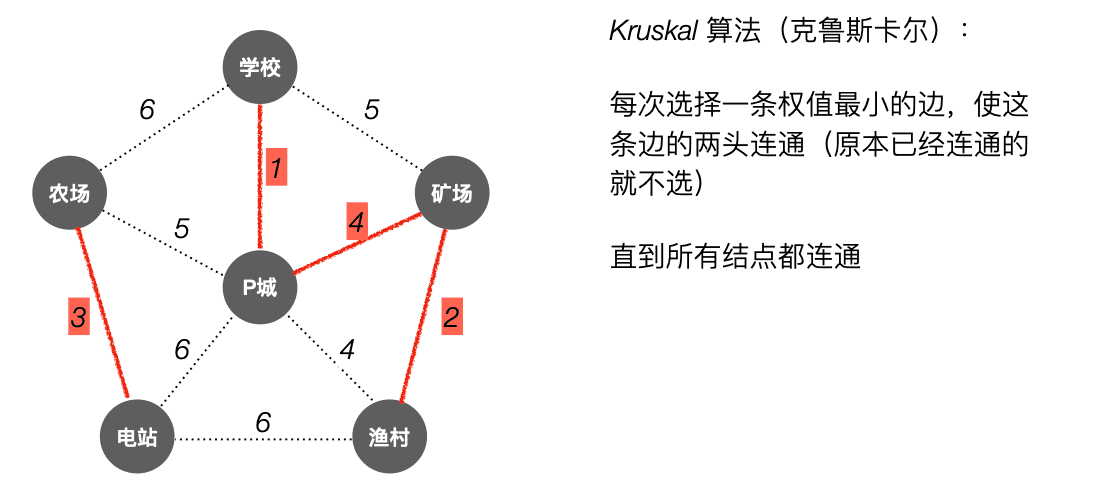 Kruskal 算法（克鲁斯卡尔）:
学校
6
5
每次选择一条权值最小的边，使这
条边的两头连通（原本已经连通的
就不选）
1
农场
矿场
4
5
直到所有结点都连通
P城
3
2
6
4
6
电站
渔村